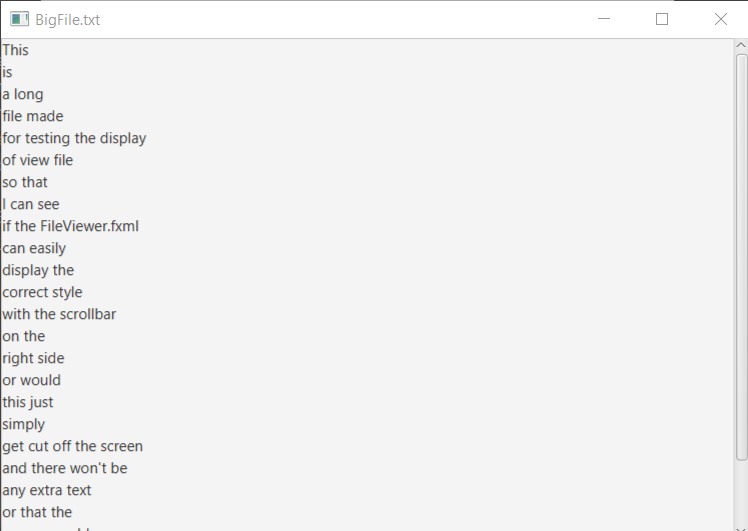 BigFile.txt
This
is
a long
file made
for testing the display
of view file
so that
I can see
if the FileViewer.fxml
can easily
display the
correct style
with the scrollbar
on the
right side
or would
this just
simply
get cut off the screen
and there won't be
any extra text
or that the